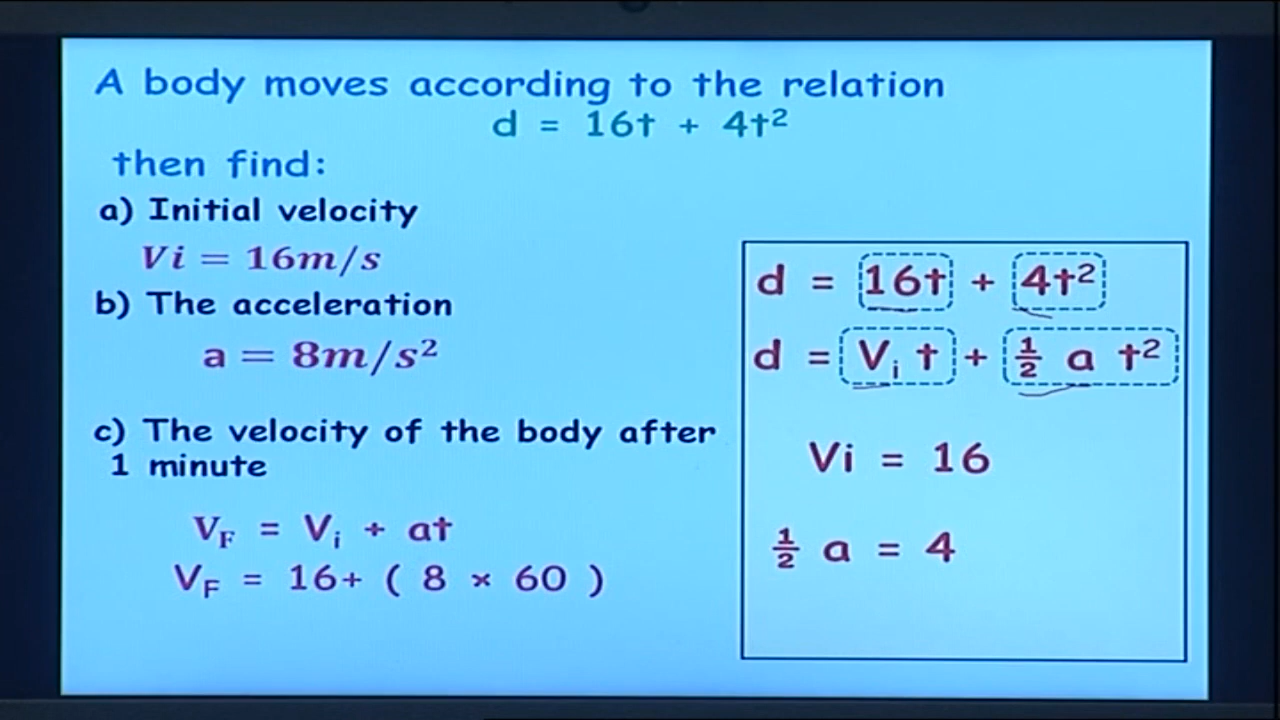 A body moves according to the relation
d = 16t + 4t²
then find:
a) Initial velocity
Vi = 16m/s
b) The acceleration
a = 8m/s²
c) The velocity of the body after
1 minute
V_F = V_i + at
V_F = 16+ ( 8 × 60 )
d = 16t + 4t²
d = V_i t + ½ a t²
Vi = 16
½ a = 4